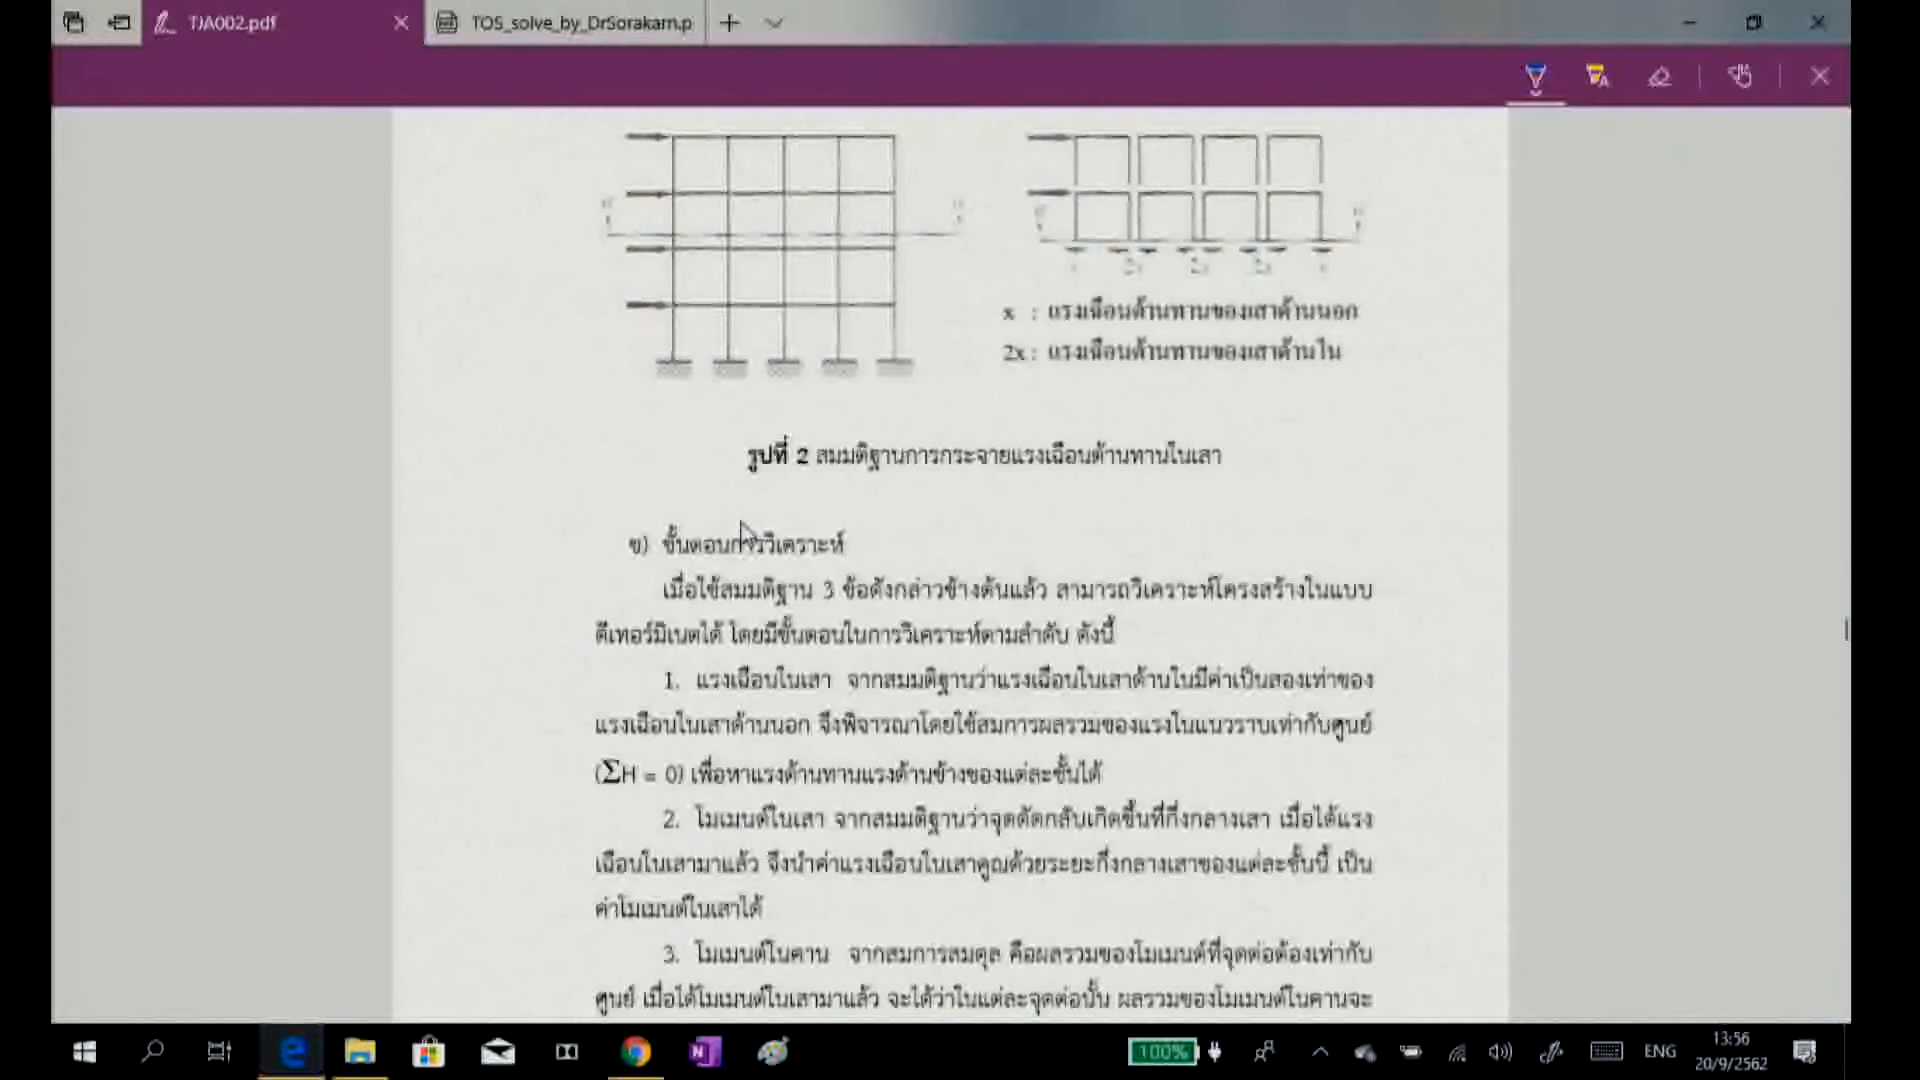 TJA002.pdf
TOS_solve_by_DrSorakarn.p
2x 2x 2x
x : แรงเฉือนต้านทานของเสาด้านนอก
2x : แรงเฉือนต้านทานของเสาด้านใน
รูปที่ 2 สมมติฐานการกระจายแรงเฉือนต้านทานในเสา
ข) ขั้นตอนการวิเคราะห์
เมื่อใช้สมมติฐาน 3 ข้อดังกล่าวข้างต้นแล้ว สามารถวิเคราะห์โครงสร้างในแบบ
ดีเทอร์มิเนตได้ โดยมีขั้นตอนในการวิเคราะห์ตามลำดับ ดังนี้
1. แรงเฉือนในเสา จากสมมติฐานว่าแรงเฉือนในเสาด้านในมีค่าเป็นสองเท่าของ
แรงเฉือนในเสาด้านนอก จึงพิจารณาโดยใช้สมการผลรวมของแรงในแนวราบเท่ากับศูนย์
(ΣH = 0) เพื่อหาแรงต้านทานแรงด้านข้างของแต่ละชั้นได้
2. โมเมนต์ในเสา จากสมมติฐานว่าจุดดัดกลับเกิดขึ้นที่กึ่งกลางเสา เมื่อได้แรง
เฉือนในเสามาแล้ว จึงนำค่าแรงเฉือนในเสาคูณด้วยระยะกึ่งกลางเสาของแต่ละชั้นนี้ เป็น
ค่าโมเมนต์ในเสาได้
3. โมเมนต์ในคาน จากสมการสมดุล คือผลรวมของโมเมนต์ที่จุดต่อต้องเท่ากับ
ศูนย์ เมื่อได้โมเมนต์ในเสามาแล้ว จะได้ว่าในแต่ละจุดต่อนั้น ผลรวมของโมเมนต์ในคานจะ
100%
ENG
13:56
20/9/2562